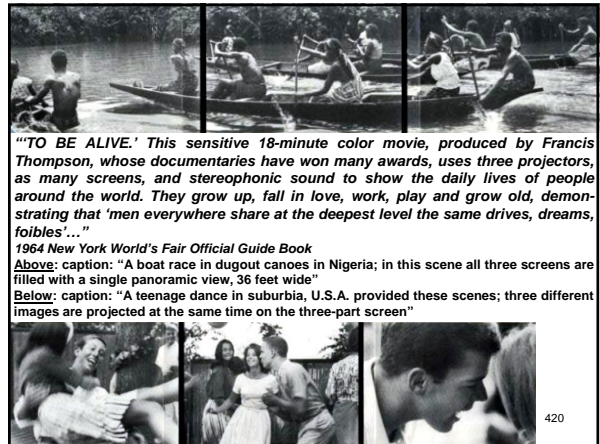 “‘TO BE ALIVE.’ This sensitive 18-minute color movie, produced by Francis
Thompson, whose documentaries have won many awards, uses three projectors,
as many screens, and stereophonic sound to show the daily lives of people
around the world. They grow up, fall in love, work, play and grow old, demon-
strating that ‘men everywhere share at the deepest level the same drives, dreams,
foibles’…”
1964 New York World’s Fair Official Guide Book
Above: caption: “A boat race in dugout canoes in Nigeria; in this scene all three screens are
filled with a single panoramic view, 36 feet wide”
Below: caption: “A teenage dance in suburbia, U.S.A. provided these scenes; three different
images are projected at the same time on the three-part screen”
420